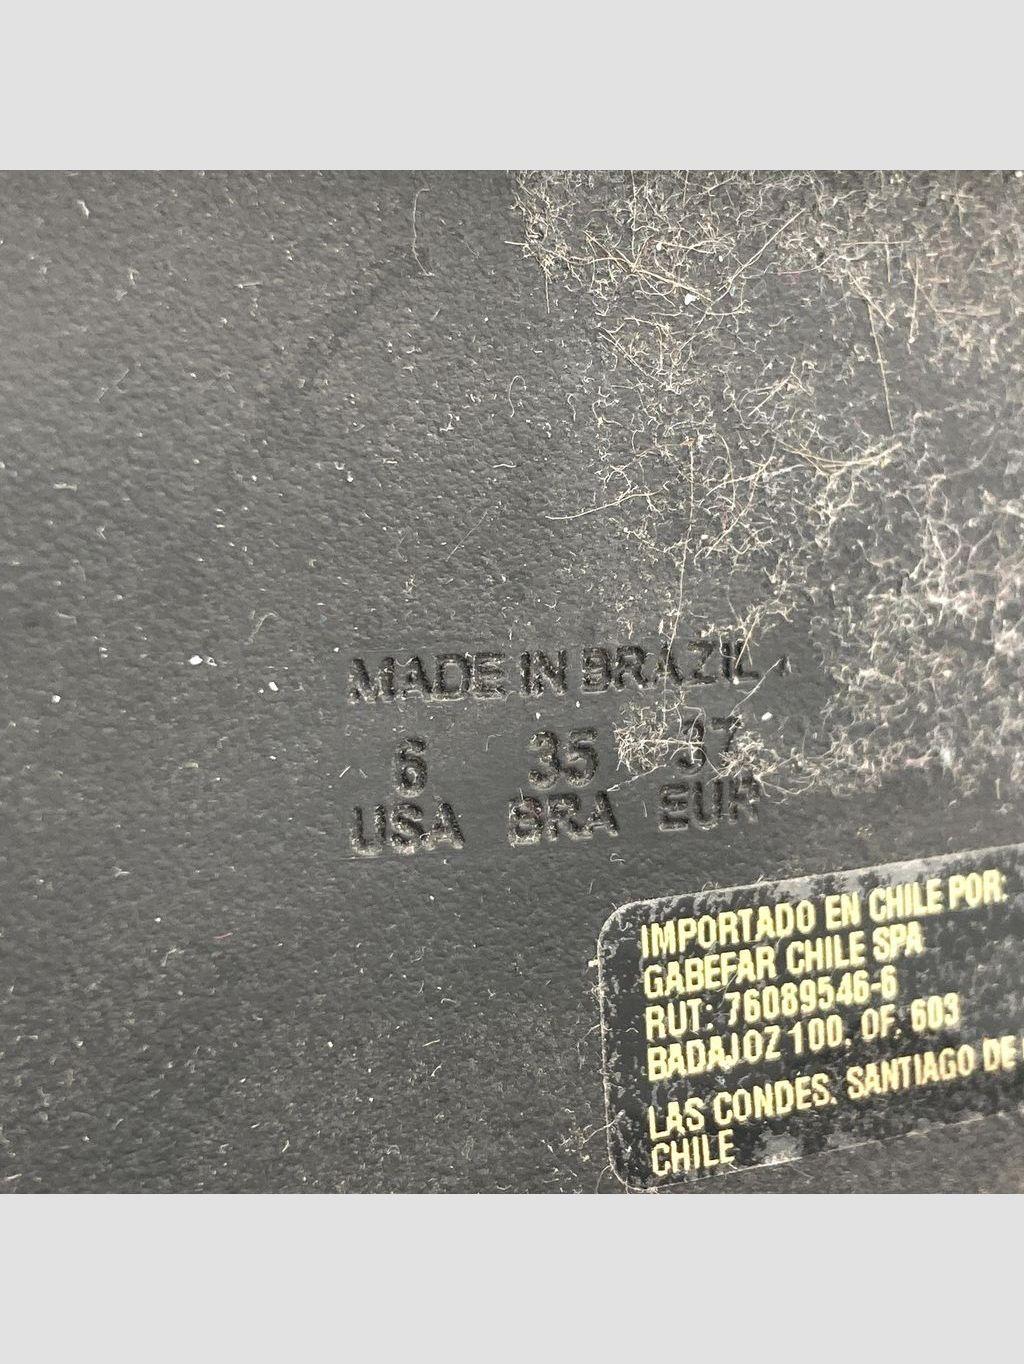 MADE IN BRAZIL
6 35 37
USA BRA EUR
IMPORTADO EN CHILE POR:
GABEFAR CHILE SPA
RUT: 76089546-6
BADAJOZ 100, OF. 603
LAS CONDES, SANTIAGO DE
CHILE